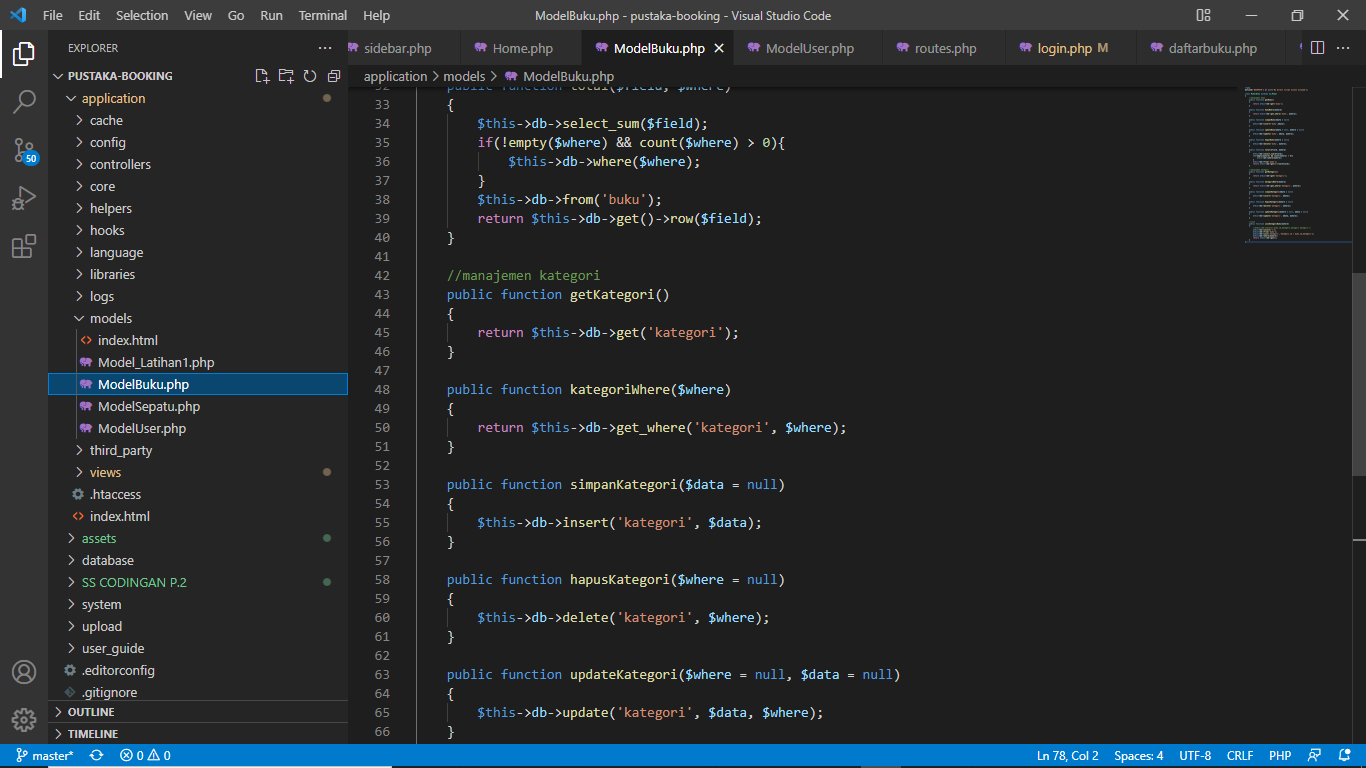 File Edit Selection View Go Run Terminal Help ModelBuku.php - pustaka-booking - Visual Studio Code
EXPLORER
sidebar.php Home.php ModelBuku.php ModelUser.php routes.php login.php M daftarbuku.php
PUSTAKA-BOOKING
application > models > ModelBuku.php
application
cache
config
controllers
core
helpers
hooks
language
libraries
logs
models
index.html
Model_Latihan1.php
ModelBuku.php
ModelSepatu.php
ModelUser.php
third_party
views
.htaccess
index.html
assets
database
SS CODINGAN P.2
system
upload
user_guide
.editorconfig
.gitignore
OUTLINE
TIMELINE
50
32 public function total($field, $where)
33 {
34 $this->db->select_sum($field);
35 if(!empty($where) && count($where) > 0){
36 $this->db->where($where);
37 }
38 $this->db->from('buku');
39 return $this->db->get()->row($field);
40 }
41
42 //manajemen kategori
43 public function getKategori()
44 {
45 return $this->db->get('kategori');
46 }
47
48 public function kategoriWhere($where)
49 {
50 return $this->db->get_where('kategori', $where);
51 }
52
53 public function simpanKategori($data = null)
54 {
55 $this->db->insert('kategori', $data);
56 }
57
58 public function hapusKategori($where = null)
59 {
60 $this->db->delete('kategori', $where);
61 }
62
63 public function updateKategori($where = null, $data = null)
64 {
65 $this->db->update('kategori', $data, $where);
66 }
master* 0 0 Ln 78, Col 2 Spaces: 4 UTF-8 CRLF PHP